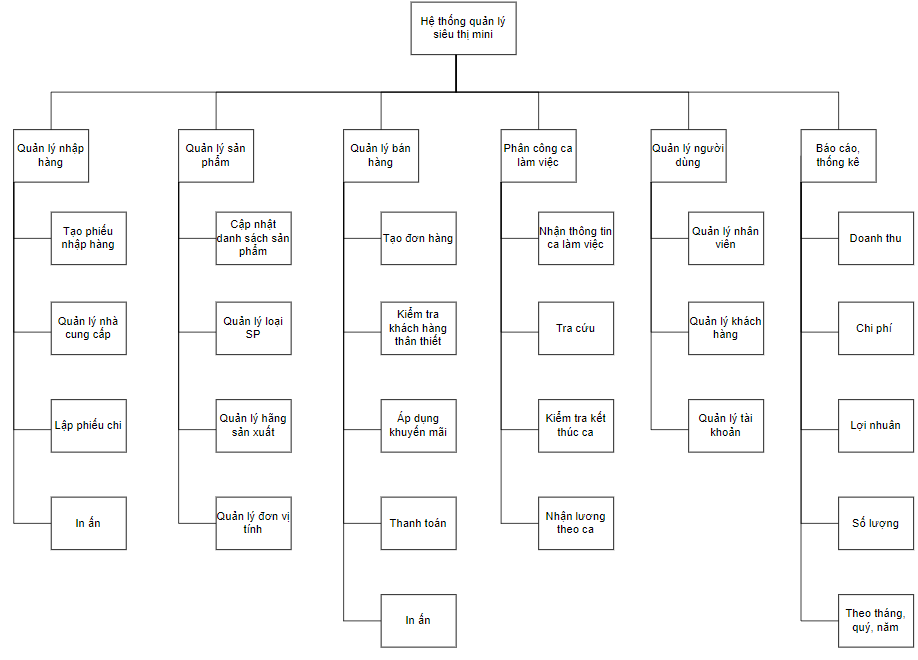 Hệ thống quản lý
siêu thị mini
Quản lý nhập
hàng
Quản lý sản
phẩm
Quản lý bán
hàng
Phân công ca
làm việc
Quản lý người
dùng
Báo cáo,
thống kê
Tạo phiếu
nhập hàng
Cập nhật
danh sách sản
phẩm
Tạo đơn hàng
Nhận thông tin
ca làm việc
Quản lý nhân
viên
Doanh thu
Quản lý nhà
cung cấp
Quản lý loại
SP
Kiểm tra
khách hàng
thân thiết
Tra cứu
Quản lý khách
hàng
Chi phí
Lập phiếu chi
Quản lý hãng
sản xuất
Áp dụng
khuyến mãi
Kiểm tra kết
thúc ca
Quản lý tài
khoản
Lợi nhuân
In ấn
Quản lý đơn vị
tính
Thanh toán
Nhận lương
theo ca
Số lượng
In ấn
Theo tháng,
quý, năm